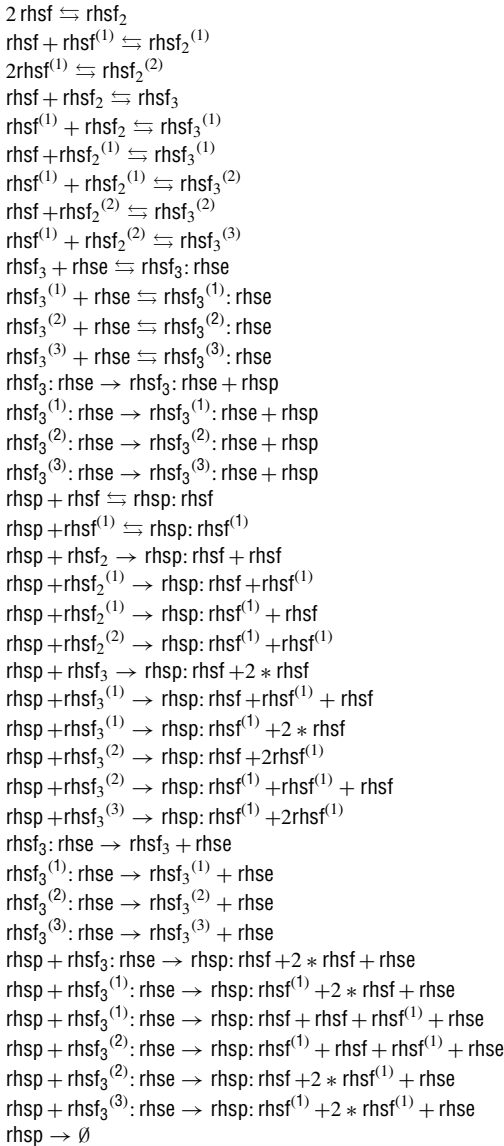 2 rhsf ⇆ rhsf₂
rhsf + rhsf⁽¹⁾ ⇆ rhsf₂⁽¹⁾
2rhsf⁽¹⁾ ⇆ rhsf₂⁽²⁾
rhsf + rhsf₂ ⇆ rhsf₃
rhsf⁽¹⁾ + rhsf₂ ⇆ rhsf₃⁽¹⁾
rhsf +rhsf₂⁽¹⁾ ⇆ rhsf₃⁽¹⁾
rhsf⁽¹⁾ + rhsf₂⁽¹⁾ ⇆ rhsf₃⁽²⁾
rhsf +rhsf₂⁽²⁾ ⇆ rhsf₃⁽²⁾
rhsf⁽¹⁾ + rhsf₂⁽²⁾ ⇆ rhsf₃⁽³⁾
rhsf₃ + rhse ⇆ rhsf₃: rhse
rhsf₃⁽¹⁾ + rhse ⇆ rhsf₃⁽¹⁾: rhse
rhsf₃⁽²⁾ + rhse ⇆ rhsf₃⁽²⁾: rhse
rhsf₃⁽³⁾ + rhse ⇆ rhsf₃⁽³⁾: rhse
rhsf₃: rhse → rhsf₃: rhse + rhsp
rhsf₃⁽¹⁾: rhse → rhsf₃⁽¹⁾: rhse + rhsp
rhsf₃⁽²⁾: rhse → rhsf₃⁽²⁾: rhse + rhsp
rhsf₃⁽³⁾: rhse → rhsf₃⁽³⁾: rhse + rhsp
rhsp + rhsf ⇆ rhsp: rhsf
rhsp +rhsf⁽¹⁾ ⇆ rhsp: rhsf⁽¹⁾
rhsp + rhsf₂ → rhsp: rhsf + rhsf
rhsp +rhsf₂⁽¹⁾ → rhsp: rhsf +rhsf⁽¹⁾
rhsp +rhsf₂⁽¹⁾ → rhsp: rhsf⁽¹⁾ + rhsf
rhsp +rhsf₂⁽²⁾ → rhsp: rhsf⁽¹⁾ +rhsf⁽¹⁾
rhsp + rhsf₃ → rhsp: rhsf +2 * rhsf
rhsp +rhsf₃⁽¹⁾ → rhsp: rhsf +rhsf⁽¹⁾ + rhsf
rhsp +rhsf₃⁽¹⁾ → rhsp: rhsf⁽¹⁾ +2 * rhsf
rhsp +rhsf₃⁽²⁾ → rhsp: rhsf +2rhsf⁽¹⁾
rhsp +rhsf₃⁽²⁾ → rhsp: rhsf⁽¹⁾ +rhsf⁽¹⁾ + rhsf
rhsp +rhsf₃⁽³⁾ → rhsp: rhsf⁽¹⁾ +2rhsf⁽¹⁾
rhsf₃: rhse → rhsf₃ + rhse
rhsf₃⁽¹⁾: rhse → rhsf₃⁽¹⁾ + rhse
rhsf₃⁽²⁾: rhse → rhsf₃⁽²⁾ + rhse
rhsf₃⁽³⁾: rhse → rhsf₃⁽³⁾ + rhse
rhsp + rhsf₃: rhse → rhsp: rhsf +2 * rhsf + rhse
rhsp + rhsf₃⁽¹⁾: rhse → rhsp: rhsf⁽¹⁾ +2 * rhsf + rhse
rhsp + rhsf₃⁽¹⁾: rhse → rhsp: rhsf + rhsf + rhsf⁽¹⁾ + rhse
rhsp + rhsf₃⁽²⁾: rhse → rhsp: rhsf⁽¹⁾ + rhsf + rhsf⁽¹⁾ + rhse
rhsp + rhsf₃⁽²⁾: rhse → rhsp: rhsf +2 * rhsf⁽¹⁾ + rhse
rhsp + rhsf₃⁽³⁾: rhse → rhsp: rhsf⁽¹⁾ +2 * rhsf⁽¹⁾ + rhse
rhsp → ∅